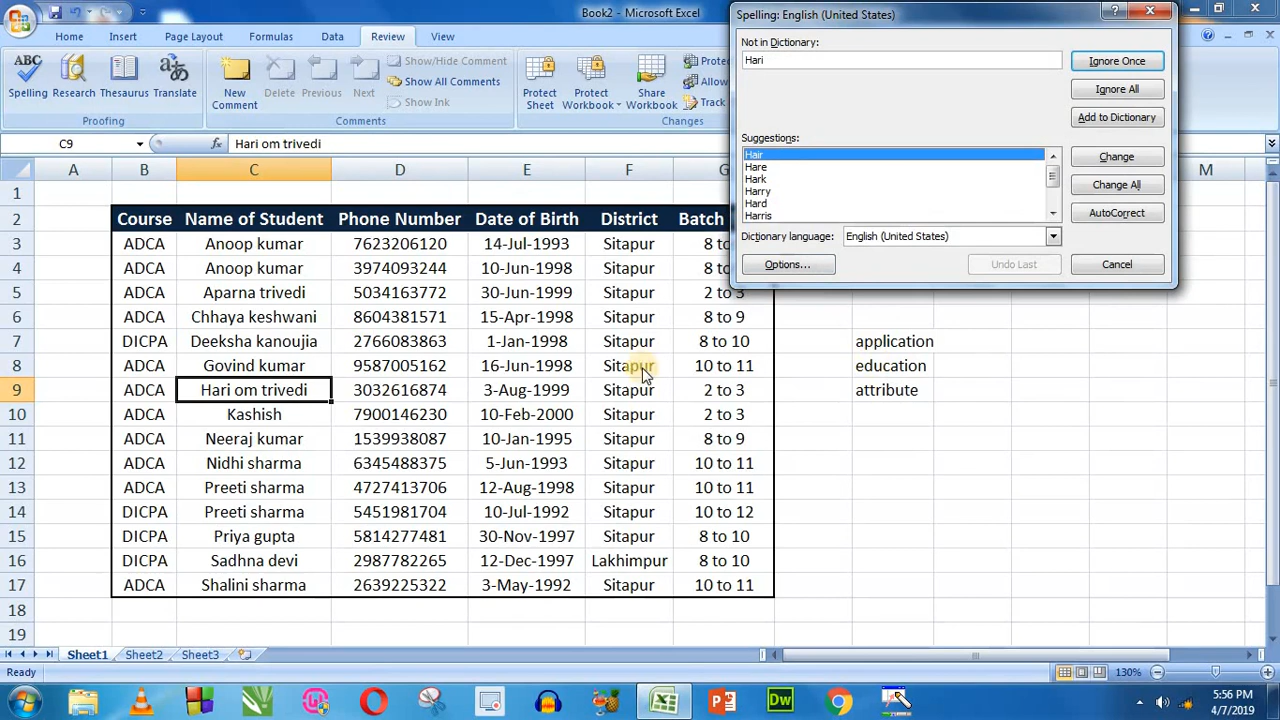 Book2 - Microsoft Excel
Home Insert Page Layout Formulas Data Review View
ABC
Spelling Research Thesaurus Translate
Proofing
New Comment Delete Previous Next
Show/Hide Comment
Show All Comments
Show Ink
Comments
Protect Sheet Protect Workbook Share Workbook
Allow
Track
Changes
Spelling: English (United States)
Not in Dictionary:
Hari
Ignore Once
Ignore All
Add to Dictionary
Suggestions:
Hair
Hare
Hark
Harry
Hard
Harris
Change
Change All
AutoCorrect
Dictionary language: English (United States)
Options... Undo Last Cancel
C9 fx Hari om trivedi
A B C D E F G M
1
2 Course Name of Student Phone Number Date of Birth District Batch
3 ADCA Anoop kumar 7623206120 14-Jul-1993 Sitapur
4 ADCA Anoop kumar 3974093244 10-Jun-1998 Sitapur
5 ADCA Aparna trivedi 5034163772 30-Jun-1999 Sitapur 2 to 3
6 ADCA Chhaya keshwani 8604381571 15-Apr-1998 Sitapur 8 to 9
7 DICPA Deeksha kanoujia 2766083863 1-Jan-1998 Sitapur 8 to 10 application
8 ADCA Govind kumar 9587005162 16-Jun-1998 Sitapur 10 to 11 education
9 ADCA Hari om trivedi 3032616874 3-Aug-1999 Sitapur 2 to 3 attribute
10 ADCA Kashish 7900146230 10-Feb-2000 Sitapur 2 to 3
11 ADCA Neeraj kumar 1539938087 10-Jan-1995 Sitapur 8 to 9
12 ADCA Nidhi sharma 6345488375 5-Jun-1993 Sitapur 10 to 11
13 ADCA Preeti sharma 4727413706 12-Aug-1998 Sitapur 10 to 11
14 DICPA Preeti sharma 5451981704 10-Jul-1992 Sitapur 10 to 12
15 DICPA Priya gupta 5814277481 30-Nov-1997 Sitapur 8 to 10
16 DICPA Sadhna devi 2987782265 12-Dec-1997 Lakhimpur 8 to 10
17 ADCA Shalini sharma 2639225322 3-May-1992 Sitapur 10 to 11
18
19
Sheet1 Sheet2 Sheet3
Ready 130%
Dw
5:56 PM
4/7/2019